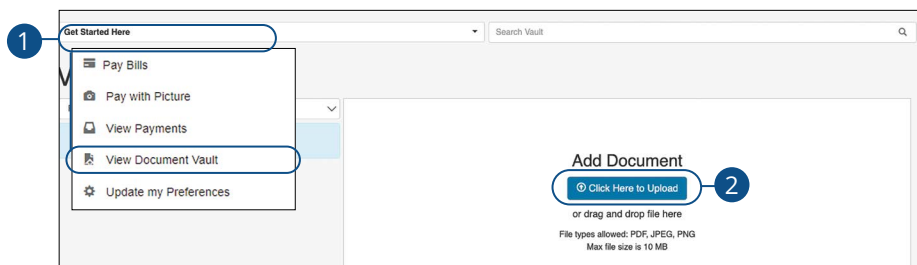 1
Get Started Here
Search Vault
Pay Bills
Pay with Picture
View Payments
View Document Vault
Update my Preferences
Add Document
Click Here to Upload
2
or drag and drop file here
File types allowed: PDF, JPEG, PNG
Max file size is 10 MB